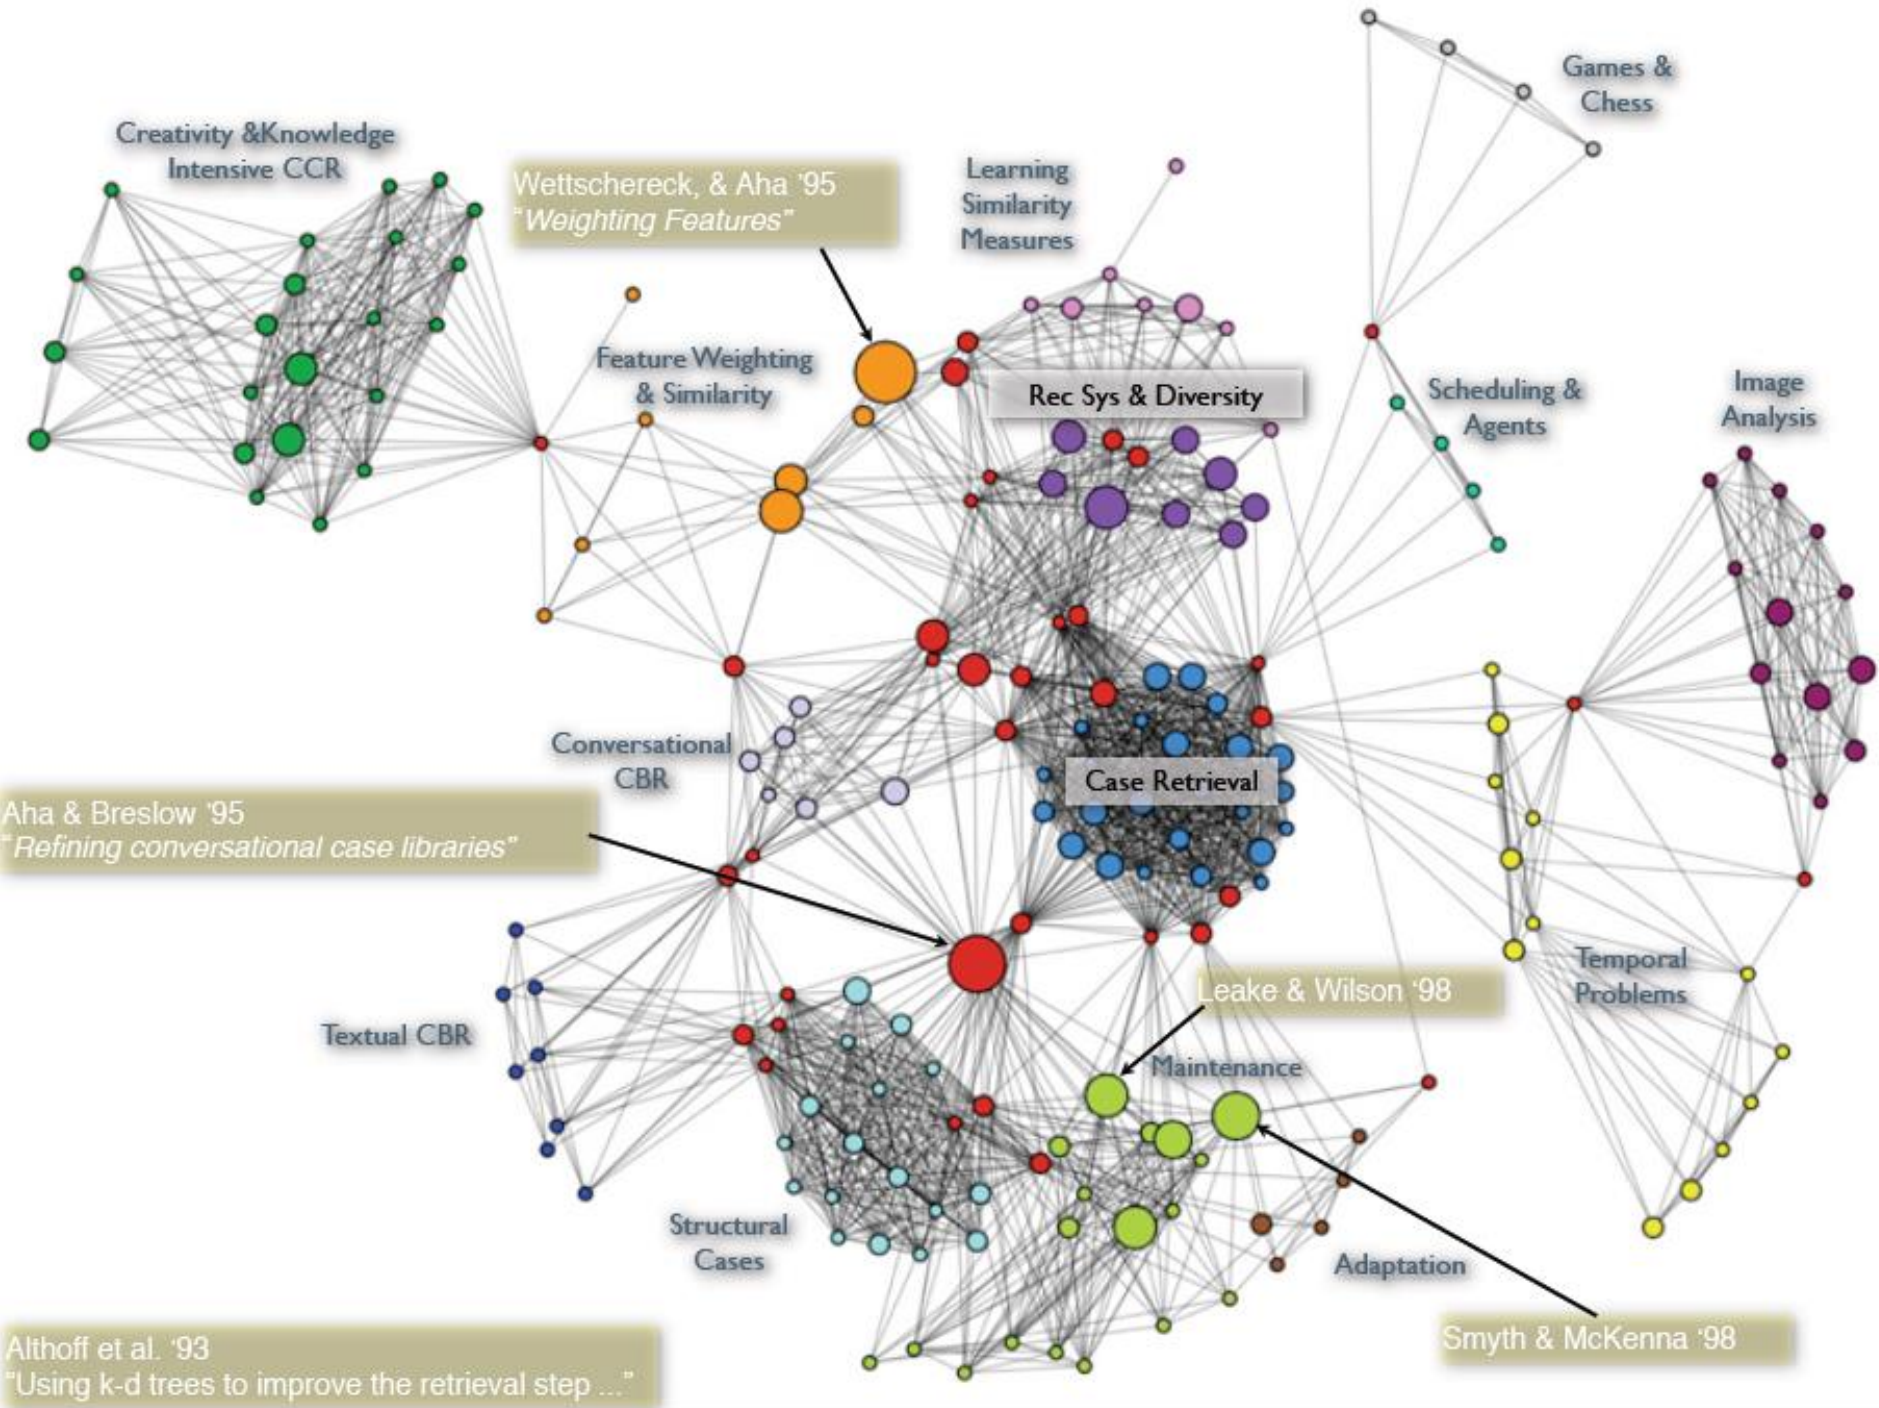 Games &
Chess
Creativity &Knowledge
Intensive CCR
Wettschereck, & Aha '95
"Weighting Features"
Learning
Similarity
Measures
Feature Weighting
& Similarity
Rec Sys & Diversity
Scheduling &
Agents
Image
Analysis
Conversational
CBR
Case Retrieval
Aha & Breslow '95
"Refining conversational case libraries"
Temporal
Problems
Leake & Wilson '98
Textual CBR
Maintenance
Structural
Cases
Adaptation
Smyth & McKenna '98
Althoff et al. '93
"Using k-d trees to improve the retrieval step ..."